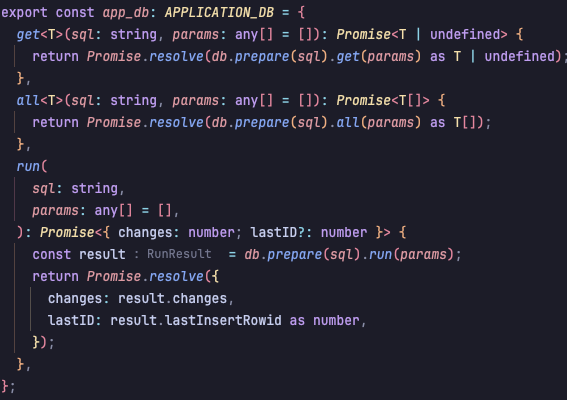 export const app_db: APPLICATION_DB = {
get<T>(sql: string, params: any[] = []): Promise<T | undefined> {
return Promise.resolve(db.prepare(sql).get(params) as T | undefined);
},
all<T>(sql: string, params: any[] = []): Promise<T[]> {
return Promise.resolve(db.prepare(sql).all(params) as T[]);
},
run(
sql: string,
params: any[] = [],
): Promise<{ changes: number; lastID?: number }> {
const result : RunResult = db.prepare(sql).run(params);
return Promise.resolve({
changes: result.changes,
lastID: result.lastInsertRowid as number,
});
},
};